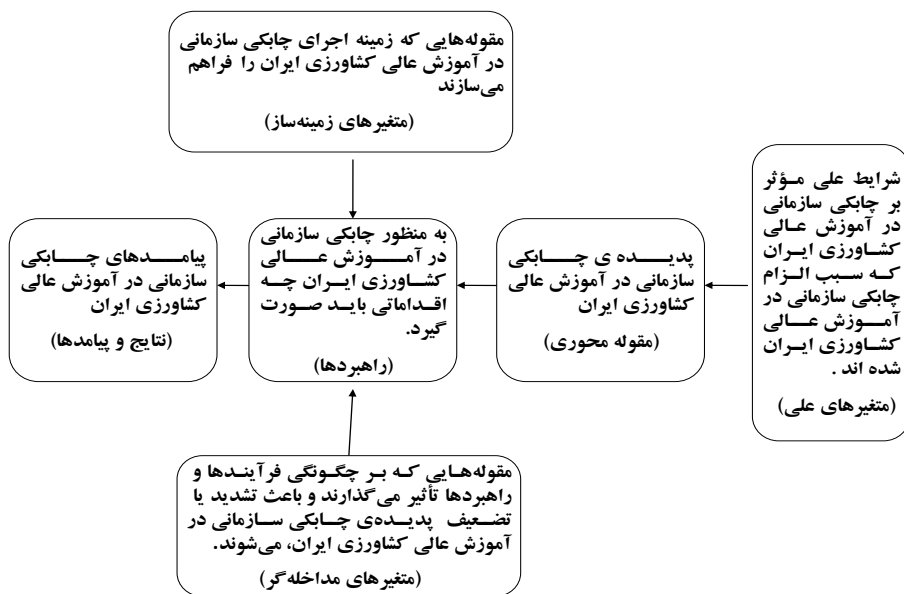 مقوله‌هایی که زمینه اجرای چابکی سازمانی
در آموزش عالی کشاورزی ایران را فراهم
می‌سازند
(متغیرهای زمینه‌ساز)
شرایط علی مؤثر
بر چابکی سازمانی
در آموزش عالی
کشاورزی ایران
که سبب الزام
چابکی سازمانی در
آموزش عالی
کشاورزی ایران
شده اند .
(متغیرهای علی)
پدیده ی چابکی
سازمانی در آموزش عالی
کشاورزی ایران
(مقوله محوری)
به منظور چابکی سازمانی
در آموزش عالی
کشاورزی ایران چه
اقداماتی باید صورت
گیرد.
(راهبردها)
پیامدهای چابکی
سازمانی در آموزش عالی
کشاورزی ایران
(نتایج و پیامدها)
مقوله‌هایی که بر چگونگی فرآیندها و
راهبردها تأثیر می‌گذارند و باعث تشدید یا
تضعیف پدیده‌ی چابکی سازمانی در
آموزش عالی کشاورزی ایران، می‌شوند.
(متغیرهای مداخله‌گر)